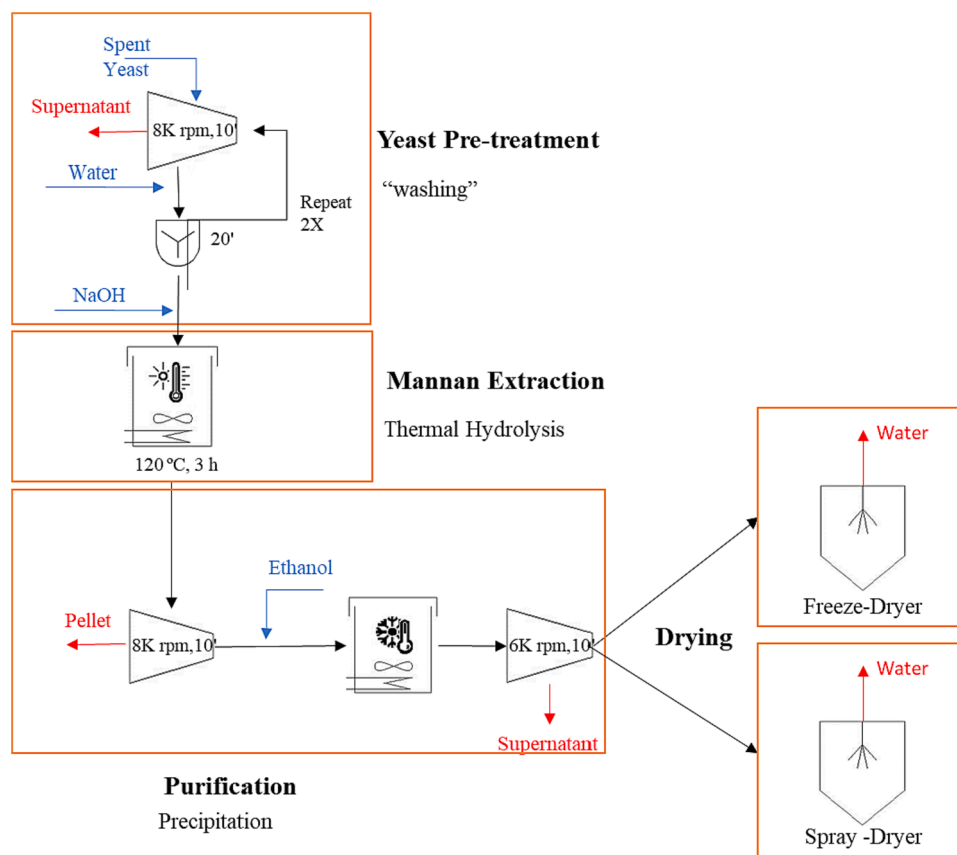 Spent
Yeast
Supernatant
8K rpm,10'
Yeast Pre-treatment
Water
“washing”
Repeat
2X
20'
NaOH
Mannan Extraction
Thermal Hydrolysis
120 ºC, 3 h
Water
Freeze-Dryer
Ethanol
Pellet
8K rpm,10'
6K rpm,10'
Drying
Supernatant
Water
Spray -Dryer
Purification
Precipitation